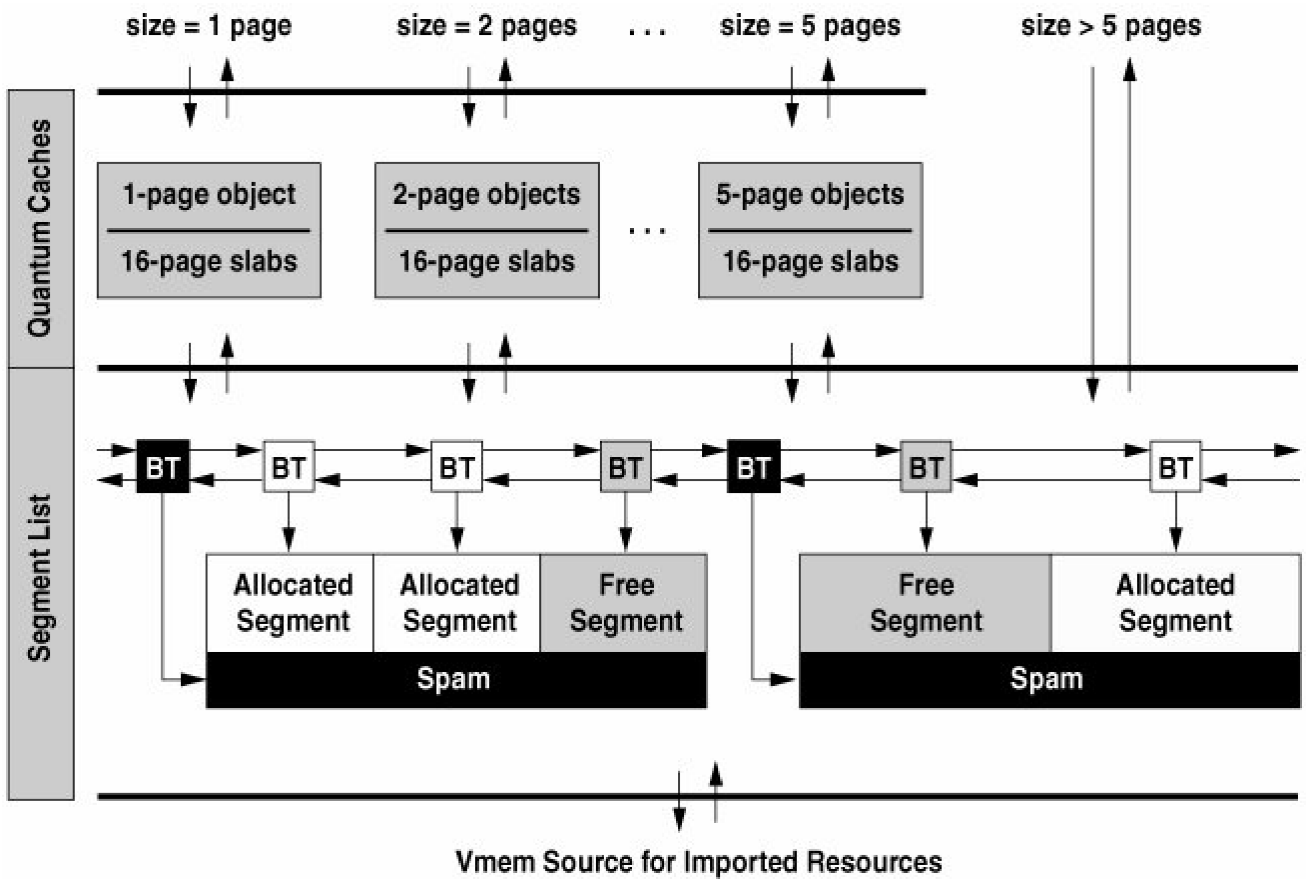 size = 1 page
size = 2 pages
. . .
size = 5 pages
size > 5 pages
Quantum Caches
1-page object
16-page slabs
2-page objects
16-page slabs
. . .
5-page objects
16-page slabs
Segment List
BT
BT
BT
BT
BT
BT
BT
Allocated
Segment
Allocated
Segment
Free
Segment
Spam
Free
Segment
Allocated
Segment
Spam
Vmem Source for Imported Resources